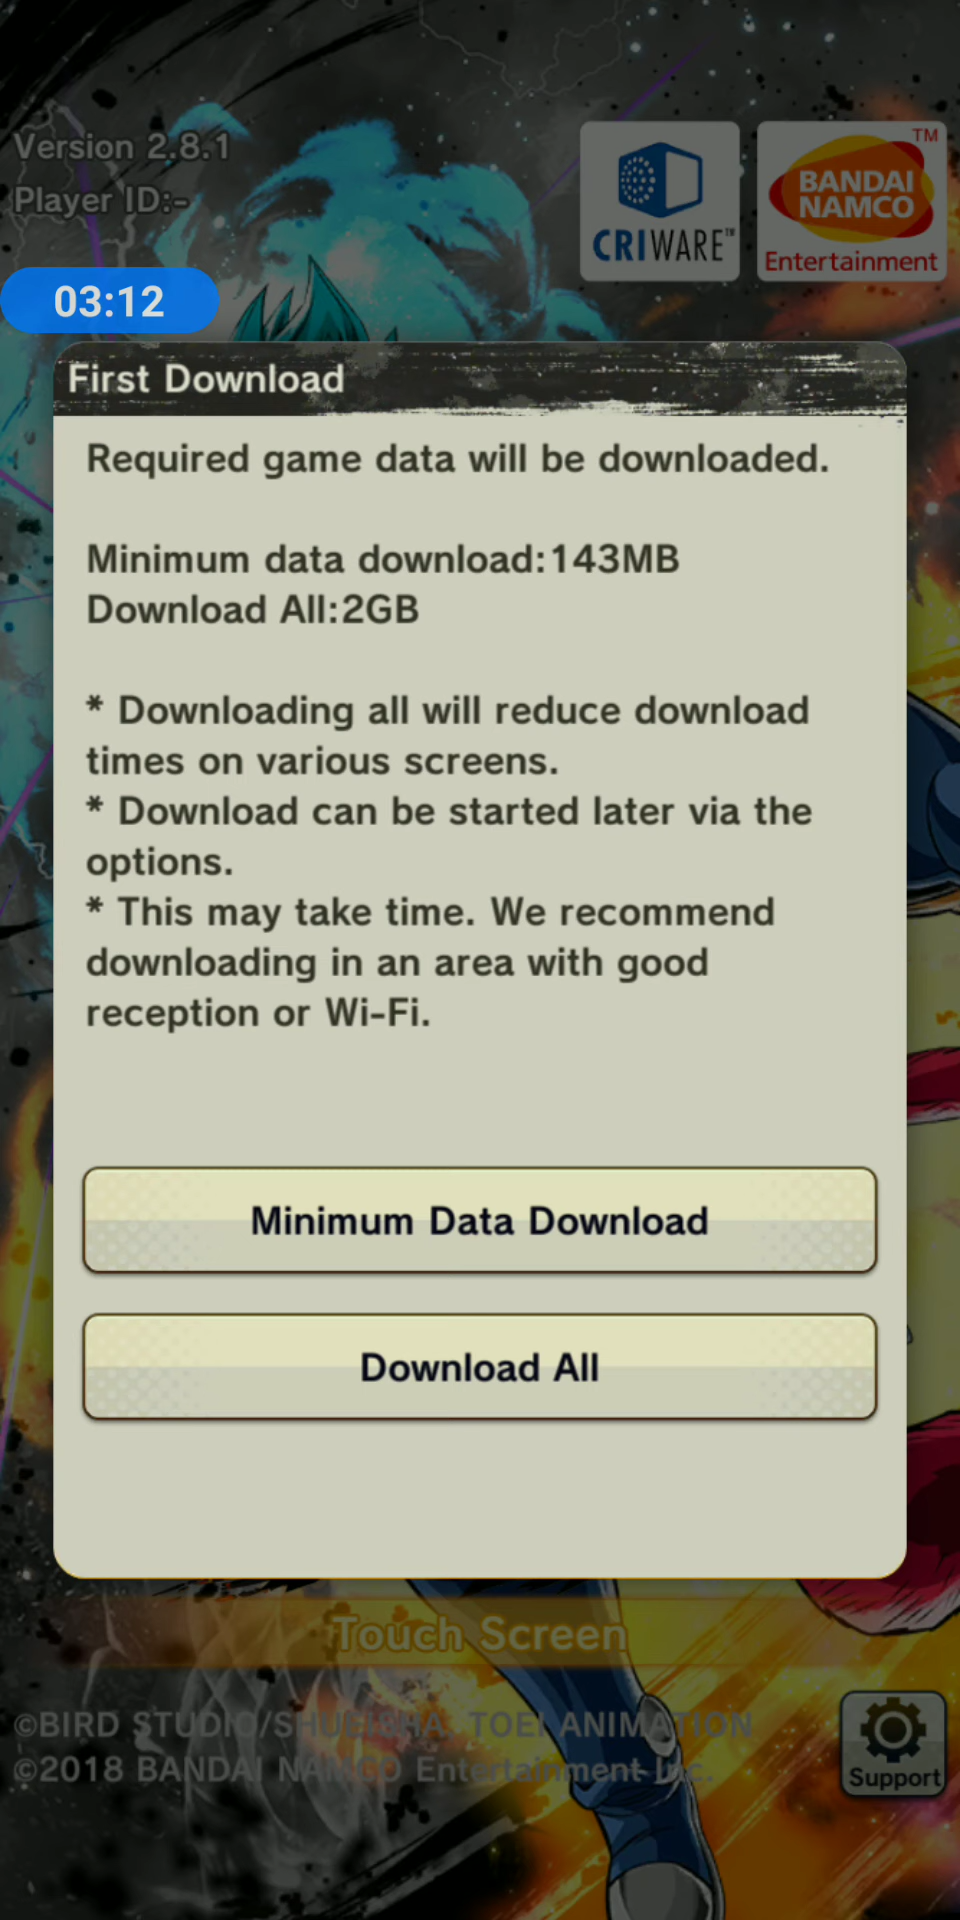 Version 2.8.1
Player ID:-
CRIWARE™
BANDAI
NAMCO
TM
Entertainment
03:12
First Download
Required game data will be downloaded.
Minimum data download:143MB
Download All:2GB
* Downloading all will reduce download
times on various screens.
* Download can be started later via the
options.
* This may take time. We recommend
downloading in an area with good
reception or Wi-Fi.
Minimum Data Download
Download All
Touch Screen
©BIRD STUDIO/SHUEISHA, TOEI ANIMATION
©2018 BANDAI NAMCO Entertainment Inc.
Support